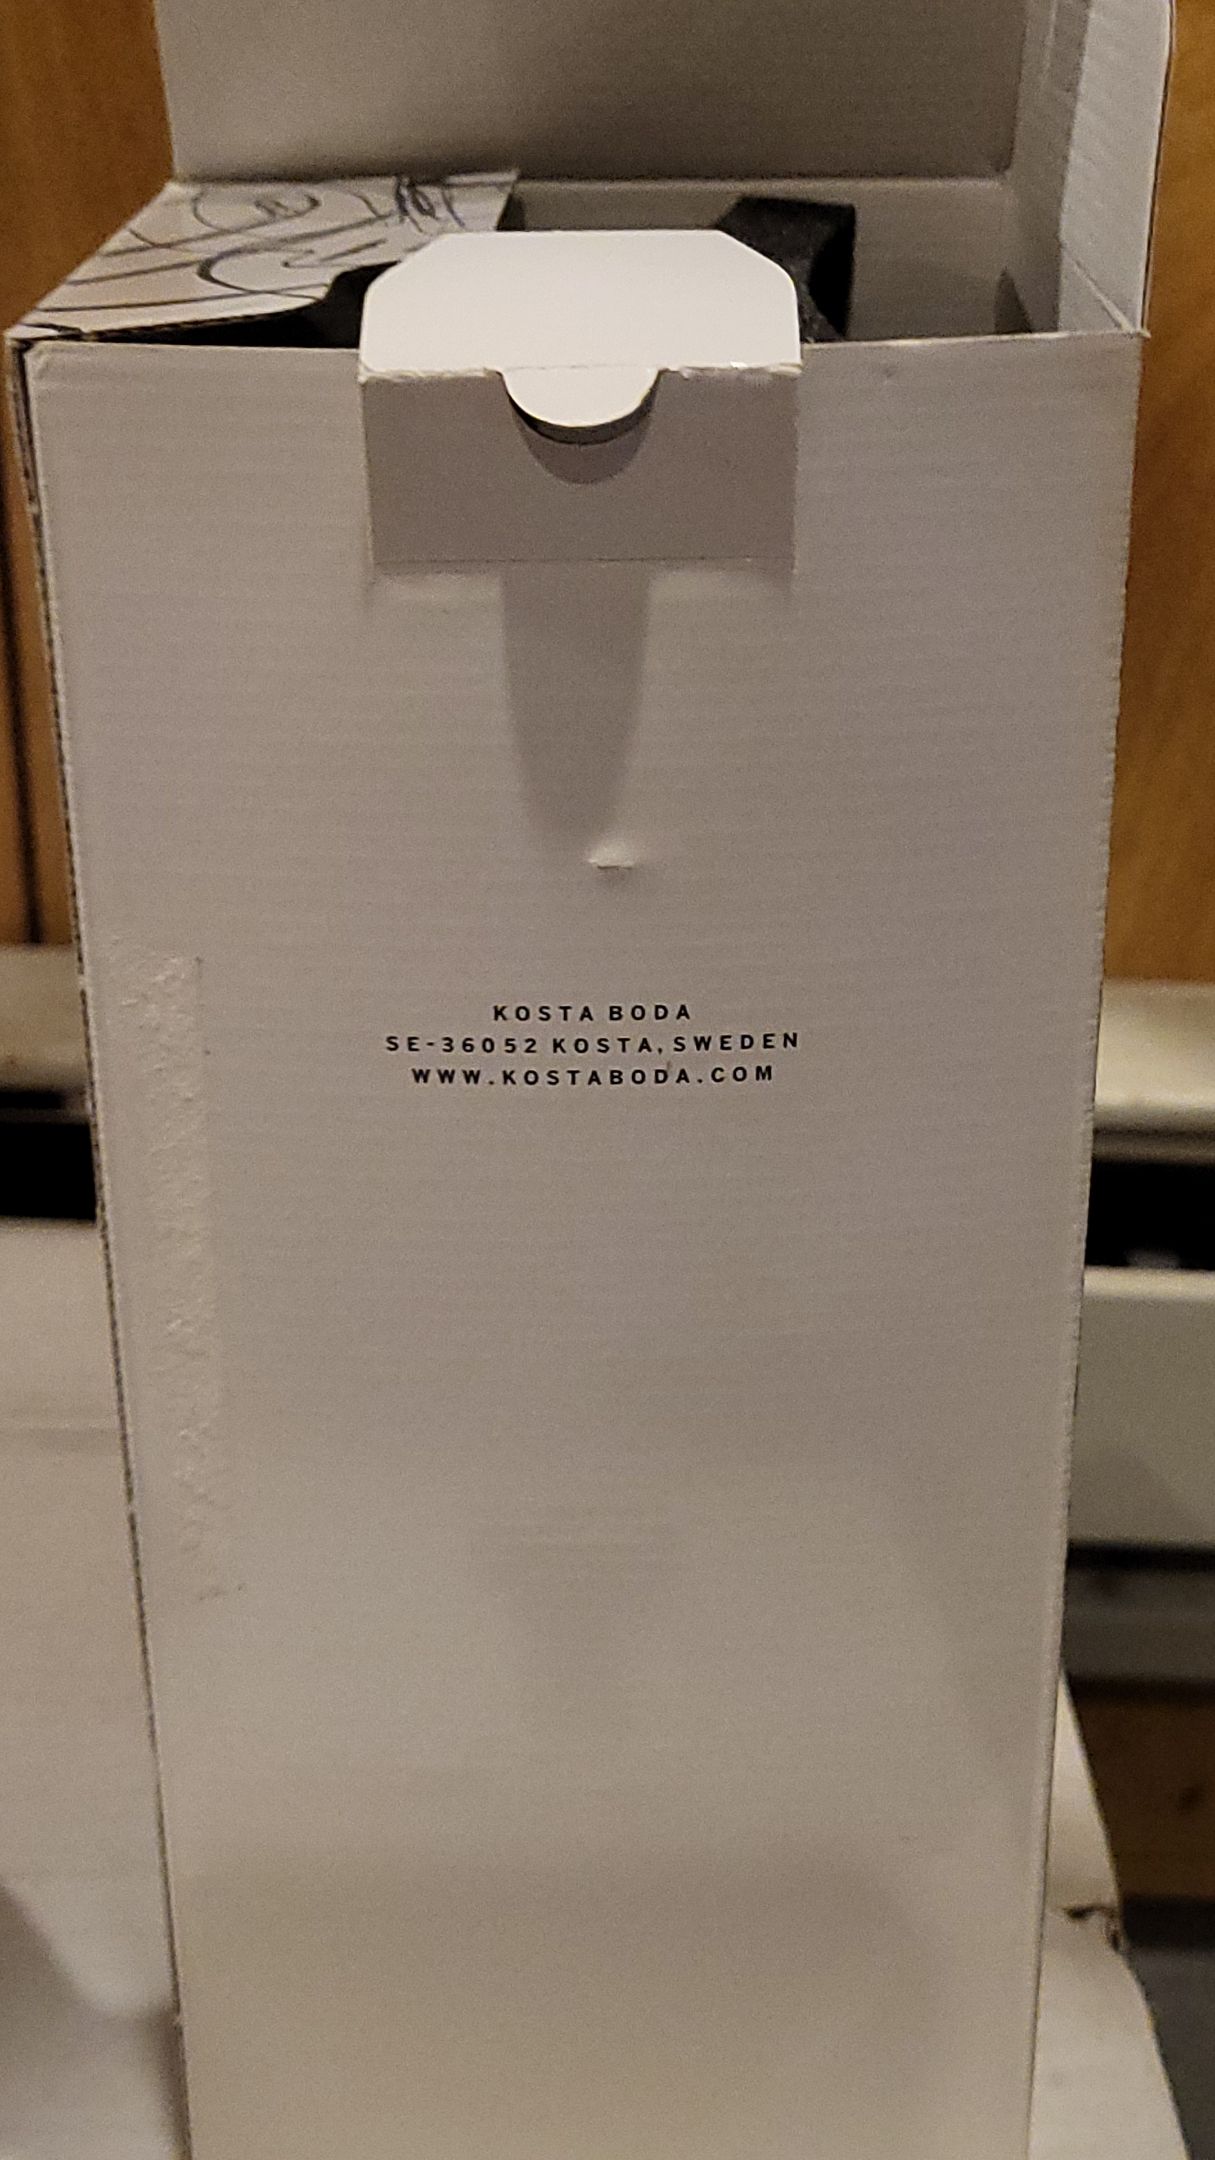 KOSTA BODA
SE-36052 KOSTA, SWEDEN
WWW.KOSTABODA.COM